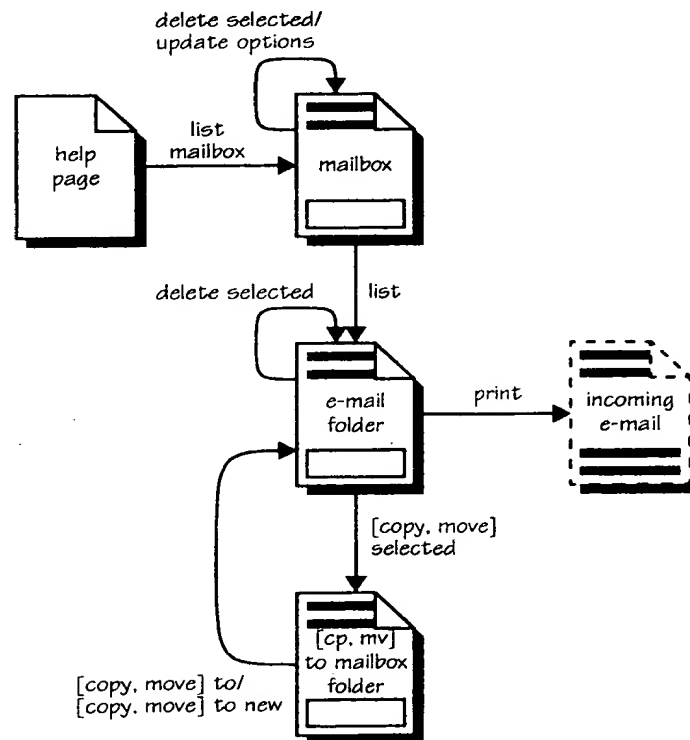 delete selected/
update options
help
page
list
mailbox
mailbox
delete selected
list
e-mail
folder
print
incoming
e-mail
[copy, move]
selected
[cp, mv]
to mailbox
folder
[copy, move] to/
[copy, move] to new